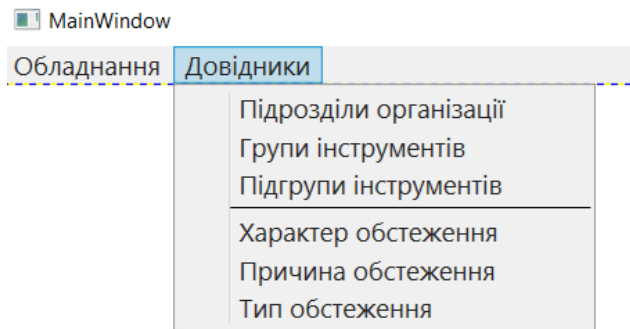 MainWindow
Обладнання Довідники
Підрозділи організації
Групи інструментів
Підгрупи інструментів
Характер обстеження
Причина обстеження
Тип обстеження